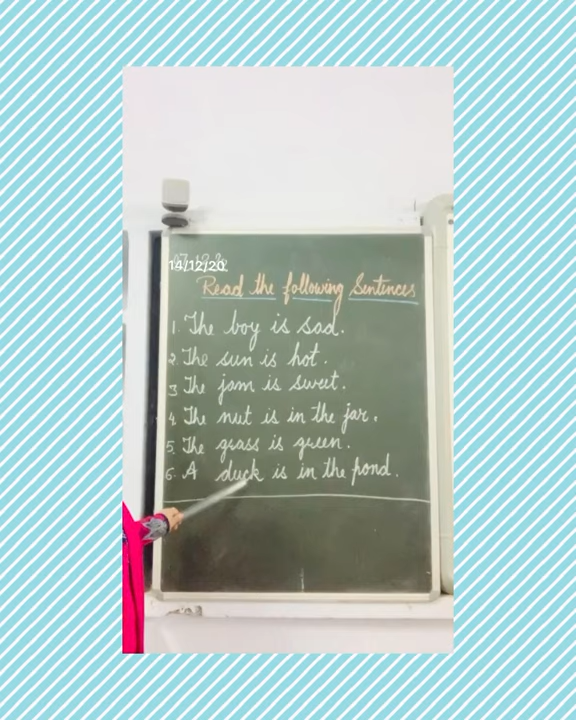 14/12/20
Read the following Sentences
1. The boy is sad.
2. The sun is hot.
3 The jam is sweet.
4 The nut is in the jar.
5. The grass is green.
6. A duck is in the pond.